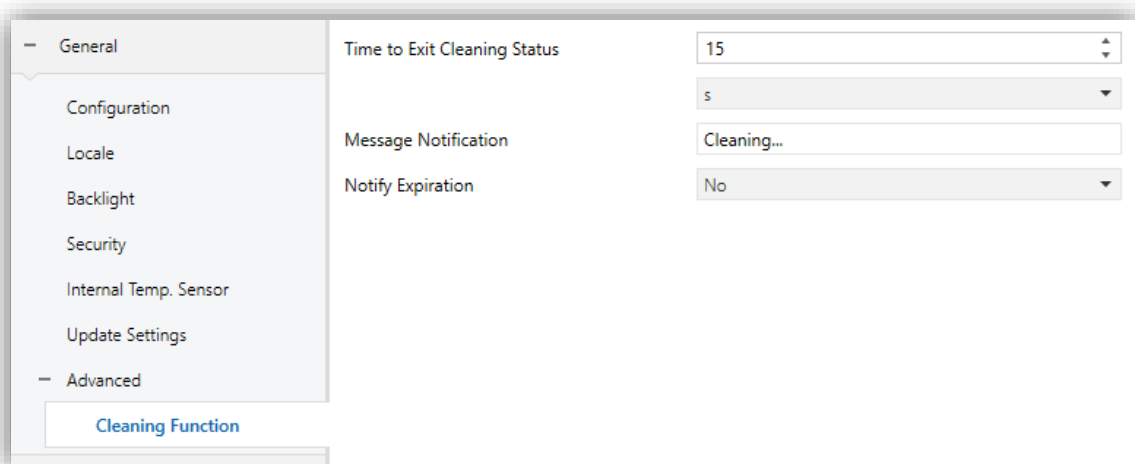 General
Configuration
Locale
Backlight
Security
Internal Temp. Sensor
Update Settings
Advanced
Cleaning Function
Time to Exit Cleaning Status
15
s
Message Notification
Cleaning...
Notify Expiration
No